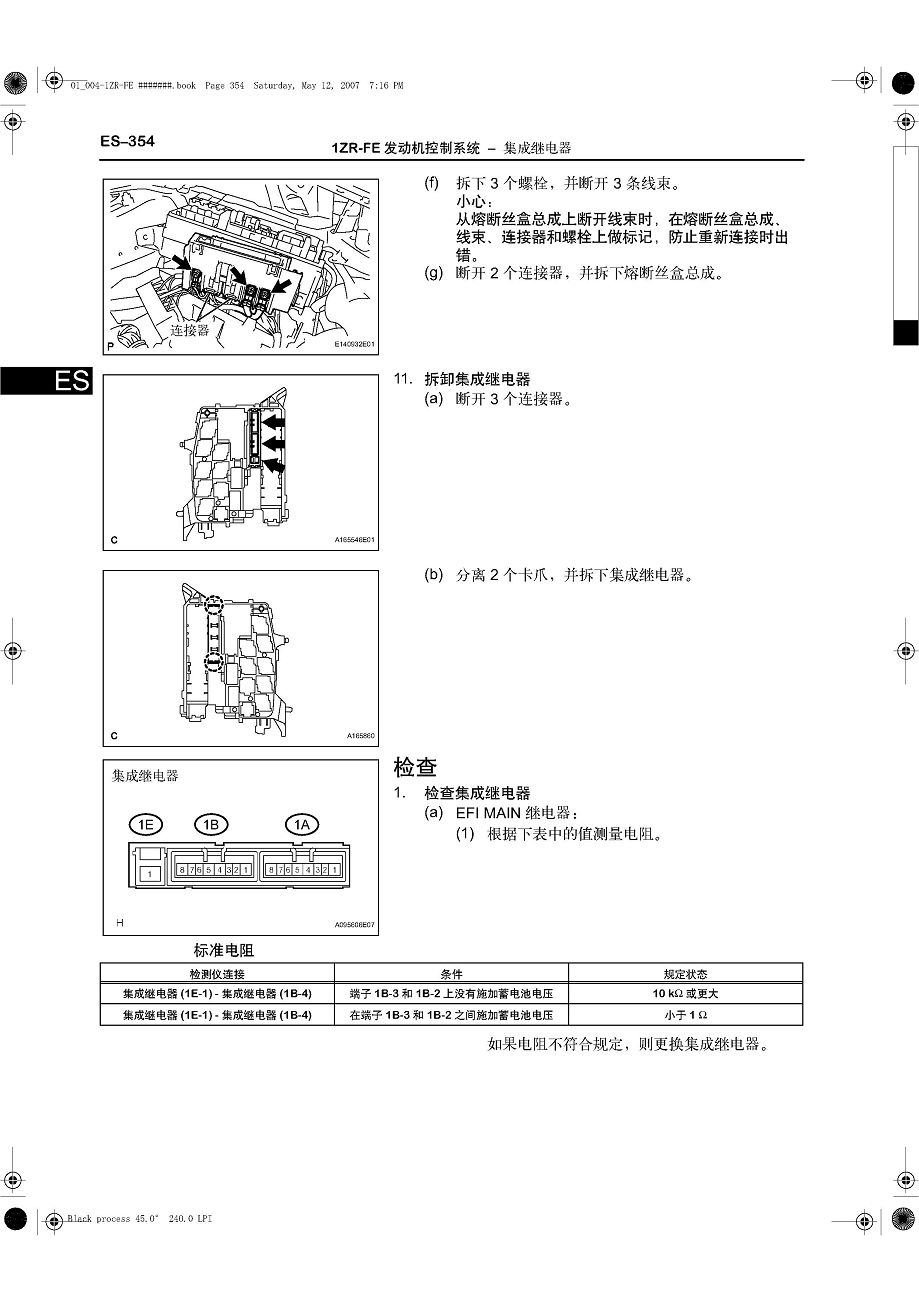 01_004-1ZR-FE #######.book  Page 354  Saturday, May 12, 2007  7:16 PM
ES–354
1ZR-FE 发动机控制系统 – 集成继电器
(f) 拆下 3 个螺栓，并断开 3 条线束。
小心：
从熔断丝盒总成上断开线束时，在熔断丝盒总成、
线束、连接器和螺栓上做标记，防止重新连接时出
错。
(g) 断开 2 个连接器，并拆下熔断丝盒总成。
C
连接器
P
E140932E01
ES
11. 拆卸集成继电器
(a) 断开 3 个连接器。
C
A165546E01
(b) 分离 2 个卡爪，并拆下集成继电器。
C
A165860
检查
1. 检查集成继电器
(a) EFI MAIN 继电器：
(1) 根据下表中的值测量电阻。
集成继电器
1E 1B 1A
1 8 7 6 5 4 3 2 1 8 7 6 5 4 3 2 1
H
A095606E07
标准电阻
检测仪连接 条件 规定状态
集成继电器 (1E-1) - 集成继电器 (1B-4) 端子 1B-3 和 1B-2 上没有施加蓄电池电压 10 kΩ 或更大
集成继电器 (1E-1) - 集成继电器 (1B-4) 在端子 1B-3 和 1B-2 之间施加蓄电池电压 小于 1 Ω
如果电阻不符合规定，则更换集成继电器。
Black process 45.0° 240.0 LPI